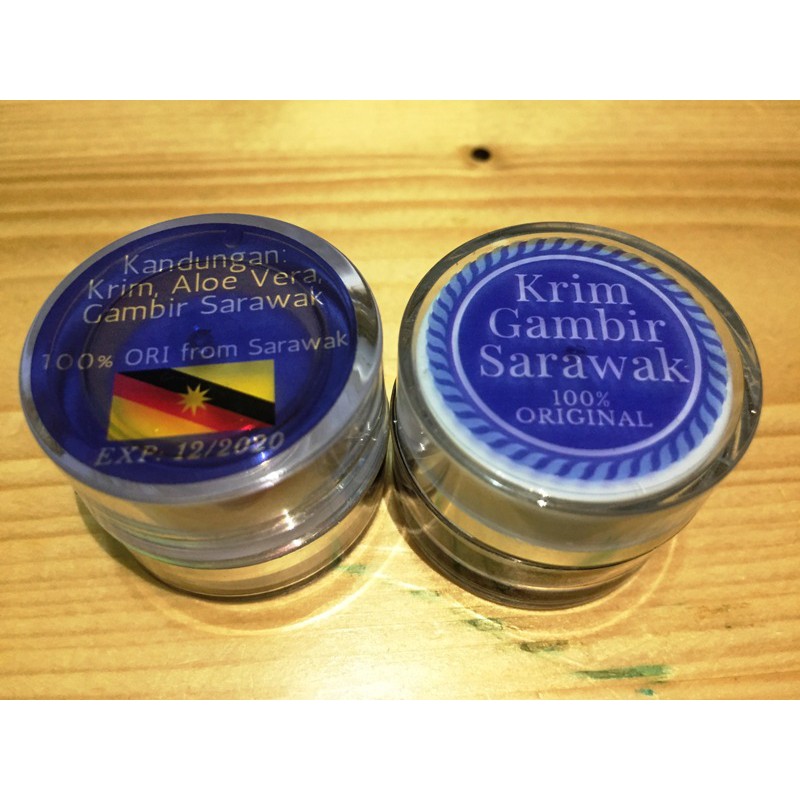 Kandungan:
Krim, Aloe Vera,
Gambir Sarawak
100% ORI from Sarawak
EXP. 12/2020
Krim
Gambir
Sarawak
100%
ORIGINAL